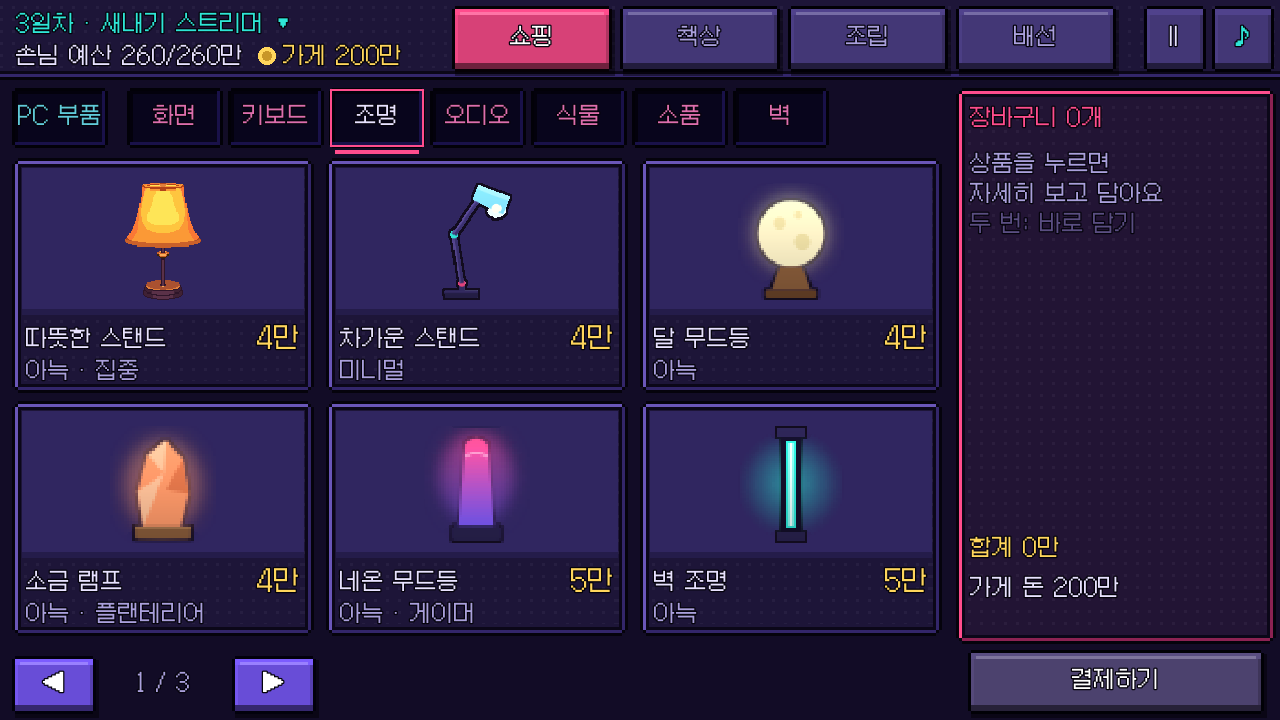 3일차 · 새내기 스트리머 ▼
손님 예산 260/260만 가게 200만
쇼핑
책상
조립
배선
PC 부품
화면
키보드
조명
오디오
식물
소품
벽
따뜻한 스탠드 4만
아늑 · 집중
차가운 스탠드 4만
미니멀
달 무드등 4만
아늑
소금 램프 4만
아늑 · 플랜테리어
네온 무드등 5만
아늑 · 게이머
벽 조명 5만
아늑
1 / 3
장바구니 0개
상품을 누르면
자세히 보고 담아요
두 번: 바로 담기
합계 0만
가게 돈 200만
결제하기